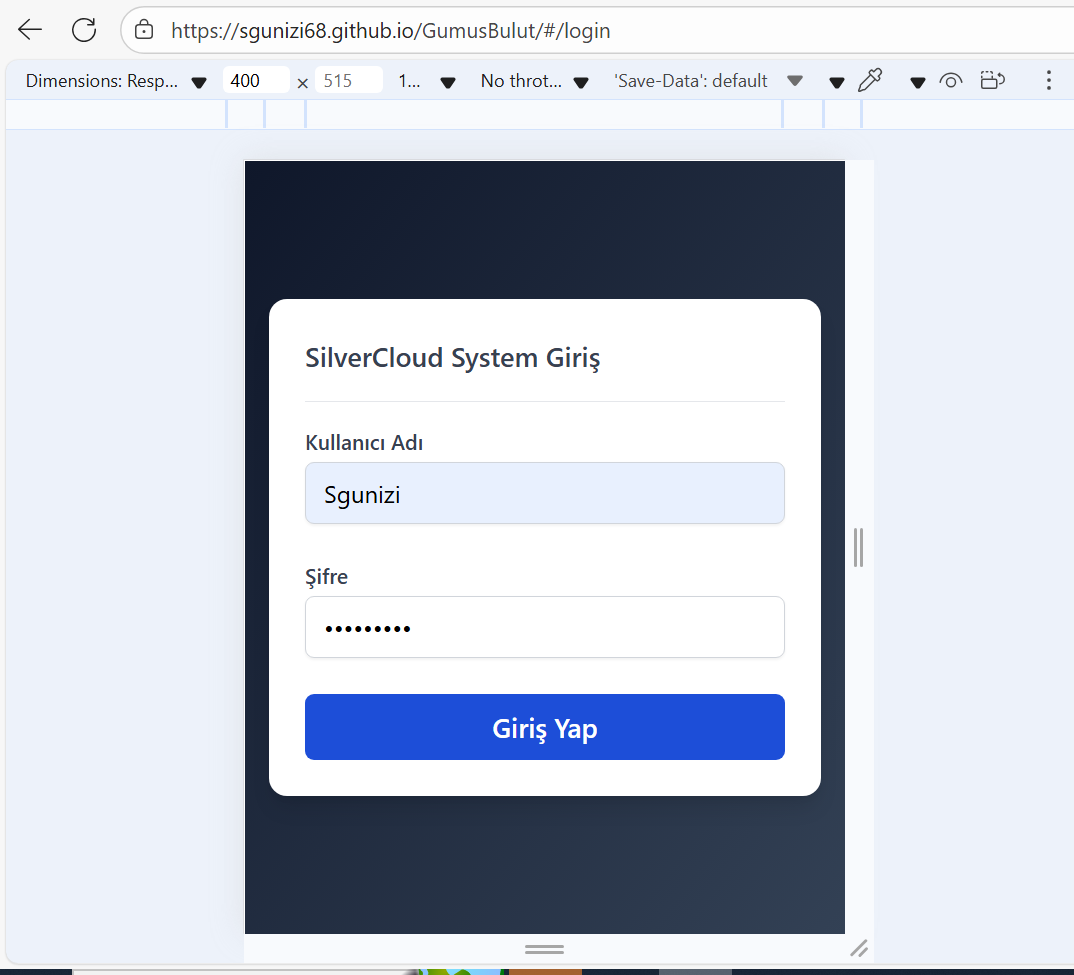 https://sgunizi68.github.io/GumusBulut/#/login
Dimensions: Resp... 400 × 515 1... No throt... 'Save-Data': default
SilverCloud System Giriş
Kullanıcı Adı
Sgunizi
Şifre
•••••••••
Giriş Yap